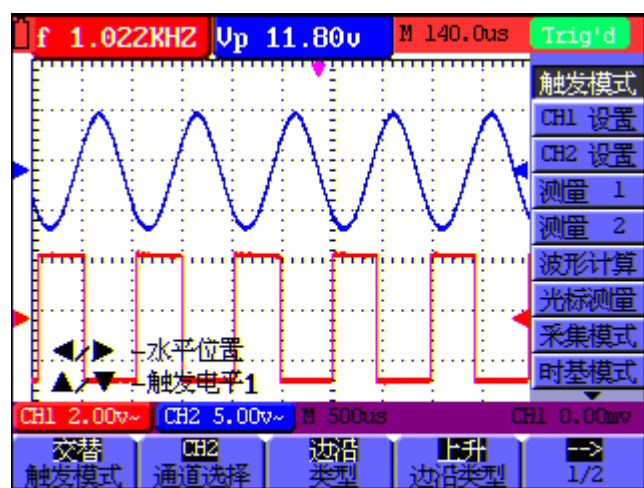 f 1.022KHZ Vp 11.80v M 140.0us Trig'd
触发模式
CH1 设置
CH2 设置
测量 1
测量 2
波形计算
光标测量
采集模式
时基模式
◀/▶ -水平位置
▲/▼ -触发电平1
CH1 2.00v~ CH2 5.00v~ M 500us CH1 0.00mv
交替 CH2 边沿 上升 -->
触发模式 通道选择 类型 边沿类型 1/2